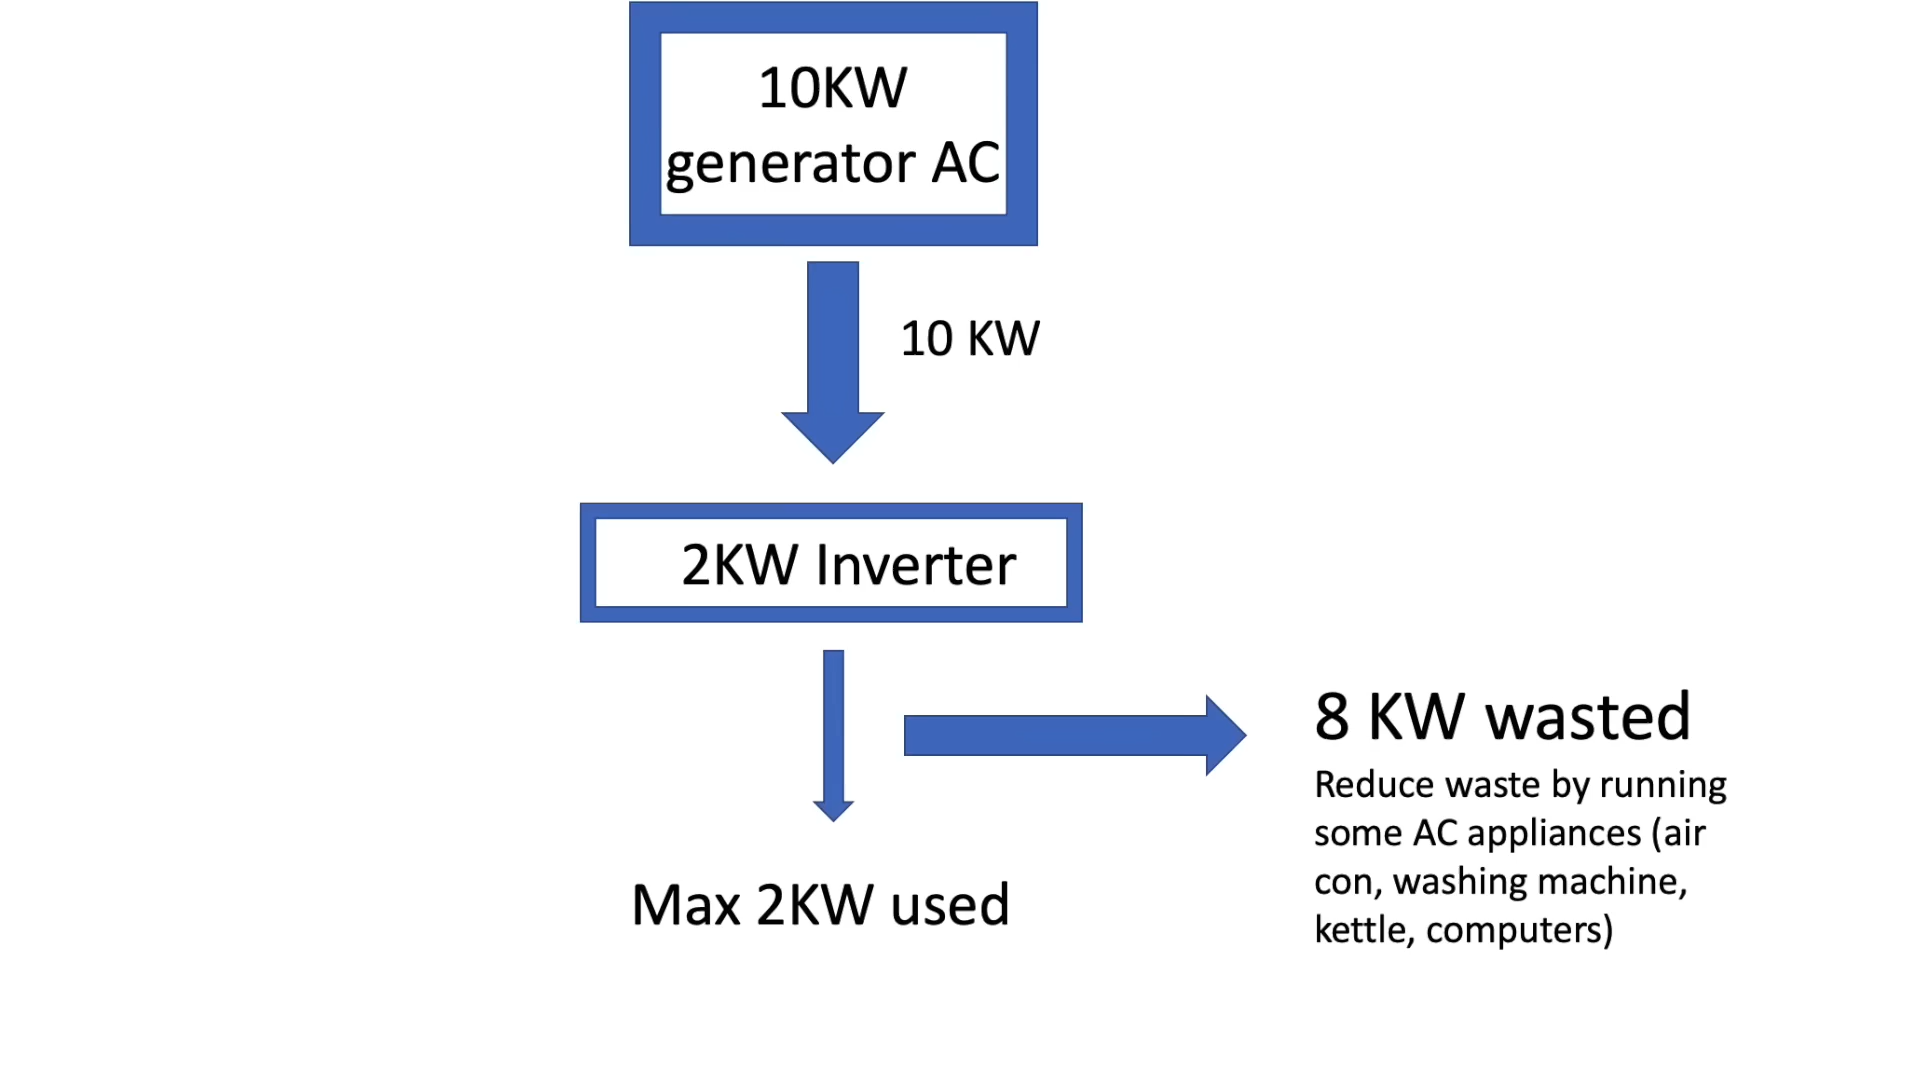 10KW
generator AC
10 KW
2KW Inverter
8 KW wasted
Reduce waste by running
some AC appliances (air
con, washing machine,
kettle, computers)
Max 2KW used